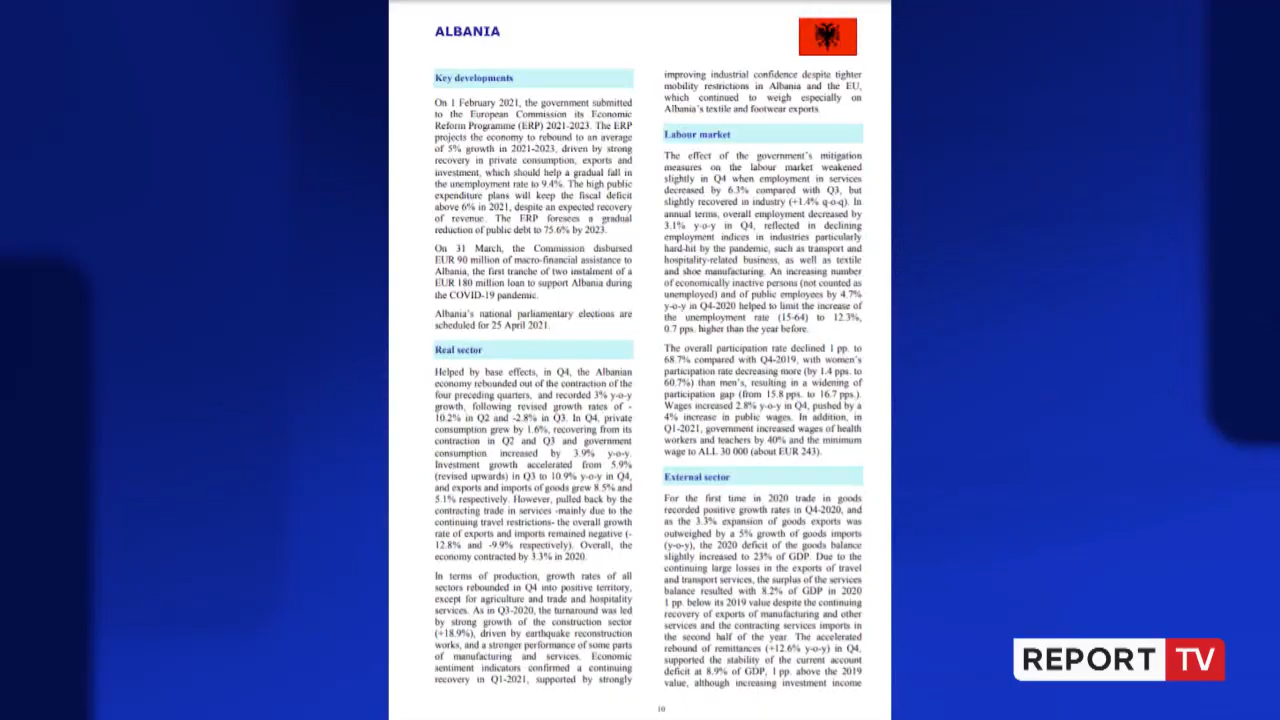 ALBANIA
Key developments
On 1 February 2021, the government submitted
to the European Commission its Economic
Reform Programme (ERP) 2021-2023. The ERP
projects the economy to rebound to an average
of 5% growth in 2021-2023, driven by strong
recovery in private consumption, exports and
investment, which should help a gradual fall in
the unemployment rate to 9.4%. The high public
expenditure plans will keep the fiscal deficit
above 6% in 2021, despite an expected recovery
of revenue. The ERP foresees a gradual
reduction of public debt to 75.6% by 2023.
On 31 March, the Commission disbursed
EUR 90 million of macro-financial assistance to
Albania, the first tranche of two instalment of a
EUR 180 million loan to support Albania during
the COVID-19 pandemic.
Albania's national parliamentary elections are
scheduled for 25 April 2021.
Real sector
Helped by base effects, in Q4, the Albanian
economy rebounded out of the contraction of the
four preceding quarters, and recorded 3% y-o-y
growth, following revised growth rates of -
10.2% in Q2 and -2.8% in Q3. In Q4, private
consumption grew by 1.6%, recovering from its
contraction in Q2 and Q3 and government
consumption increased by 3.9% y-o-y.
Investment growth accelerated from 5.9%
(revised upwards) in Q3 to 10.9% y-o-y in Q4,
and exports and imports of goods grew 8.5% and
5.1% respectively. However, pulled back by the
contracting trade in services -mainly due to the
continuing travel restrictions- the overall growth
rate of exports and imports remained negative (-
12.8% and -9.9% respectively). Overall, the
economy contracted by 3.3% in 2020.
In terms of production, growth rates of all
sectors rebounded in Q4 into positive territory,
except for agriculture and trade and hospitality
services. As in Q3-2020, the turnaround was led
by strong growth of the construction sector
(+18.9%), driven by earthquake reconstruction
works, and a stronger performance of some parts
of manufacturing and services. Economic
sentiment indicators confirmed a continuing
recovery in Q1-2021, supported by strongly
improving industrial confidence despite tighter
mobility restrictions in Albania and the EU,
which continued to weigh especially on
Albania's textile and footwear exports.
Labour market
The effect of the government's mitigation
measures on the labour market weakened
slightly in Q4 when employment in services
decreased by 6.3% compared with Q3, but
slightly recovered in industry (+1.4% q-o-q). In
annual terms, overall employment decreased by
3.1% y-o-y in Q4, reflected in declining
employment indices in industries particularly
hard-hit by the pandemic, such as transport and
hospitality-related business, as well as textile
and shoe manufacturing. An increasing number
of economically inactive persons (not counted as
unemployed) and of public employees by 4.7%
y-o-y in Q4-2020 helped to limit the increase of
the unemployment rate (15-64) to 12.3%,
0.7 pps. higher than the year before.
The overall participation rate declined 1 pp. to
68.7% compared with Q4-2019, with women's
participation rate decreasing more (by 1.4 pps. to
60.7%) than men's, resulting in a widening of
participation gap (from 15.8 pps. to 16.7 pps.)
Wages increased 2.8% y-o-y in Q4, pushed by a
4% increase in public wages. In addition, in
Q1-2021, government increased wages of health
workers and teachers by 40% and the minimum
wage to ALL 30 000 (about EUR 243).
External sector
For the first time in 2020 trade in goods
recorded positive growth rates in Q4-2020, and
as the 3.3% expansion of goods exports was
outweighed by a 5% growth of goods imports
(y-o-y), the 2020 deficit of the goods balance
slightly increased to 23% of GDP. Due to the
continuing large losses in the exports of travel
and transport services, the surplus of the services
balance resulted with 8.2% of GDP in 2020
1 pp. below its 2019 value despite the continuing
recovery of exports of manufacturing and other
services and the contracting services imports in
the second half of the year. The accelerated
rebound of remittances (+12.6% y-o-y) in Q4,
supported the stability of the current account
deficit at 8.9% of GDP, 1 pp. above the 2019
value, although increasing investment income
10
REPORT TV